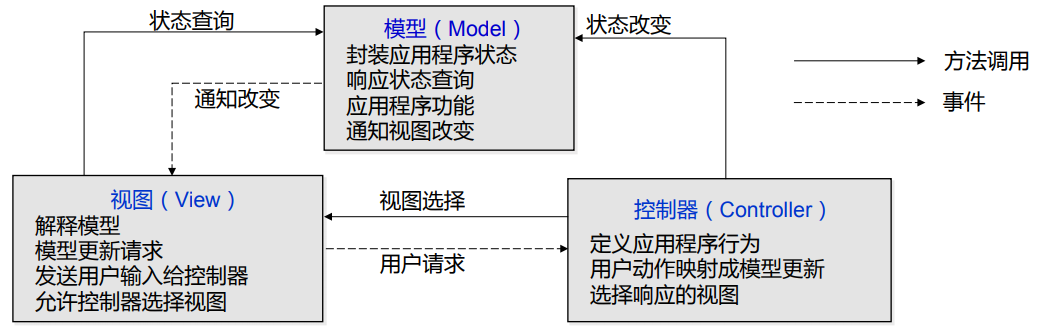 状态查询
模型（Model）
状态改变
封装应用程序状态
响应状态查询
应用程序功能
通知视图改变
通知改变
方法调用
事件
视图（View）
解释模型
模型更新请求
发送用户输入给控制器
允许控制器选择视图
视图选择
用户请求
控制器（Controller）
定义应用程序行为
用户动作映射成模型更新
选择响应的视图